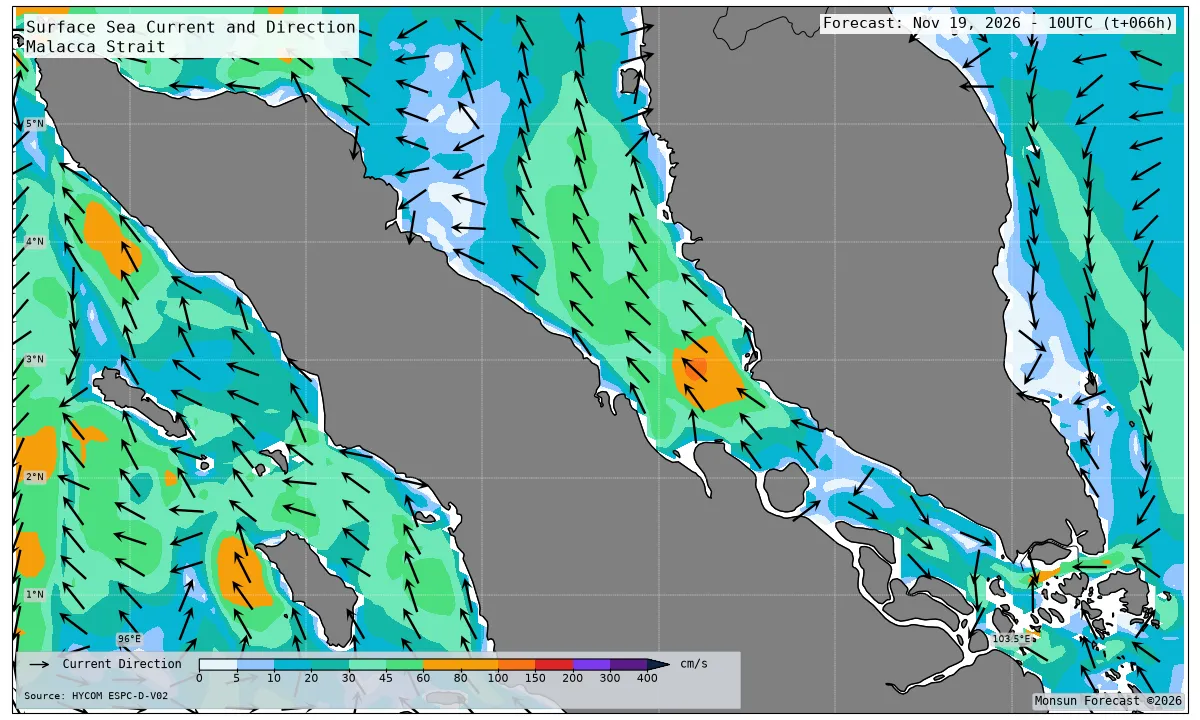 Surface Sea Current and Direction
Malacca Strait
Forecast: Nov 19, 2026 - 10UTC (t+066h)
5°N
4°N
3°N
2°N
1°N
96°E
103.5°E
Current Direction
0 5 10 20 30 45 60 80 100 150 200 300 400
cm/s
Source: HYCOM ESPC-D-V02
Monsun Forecast ©2026